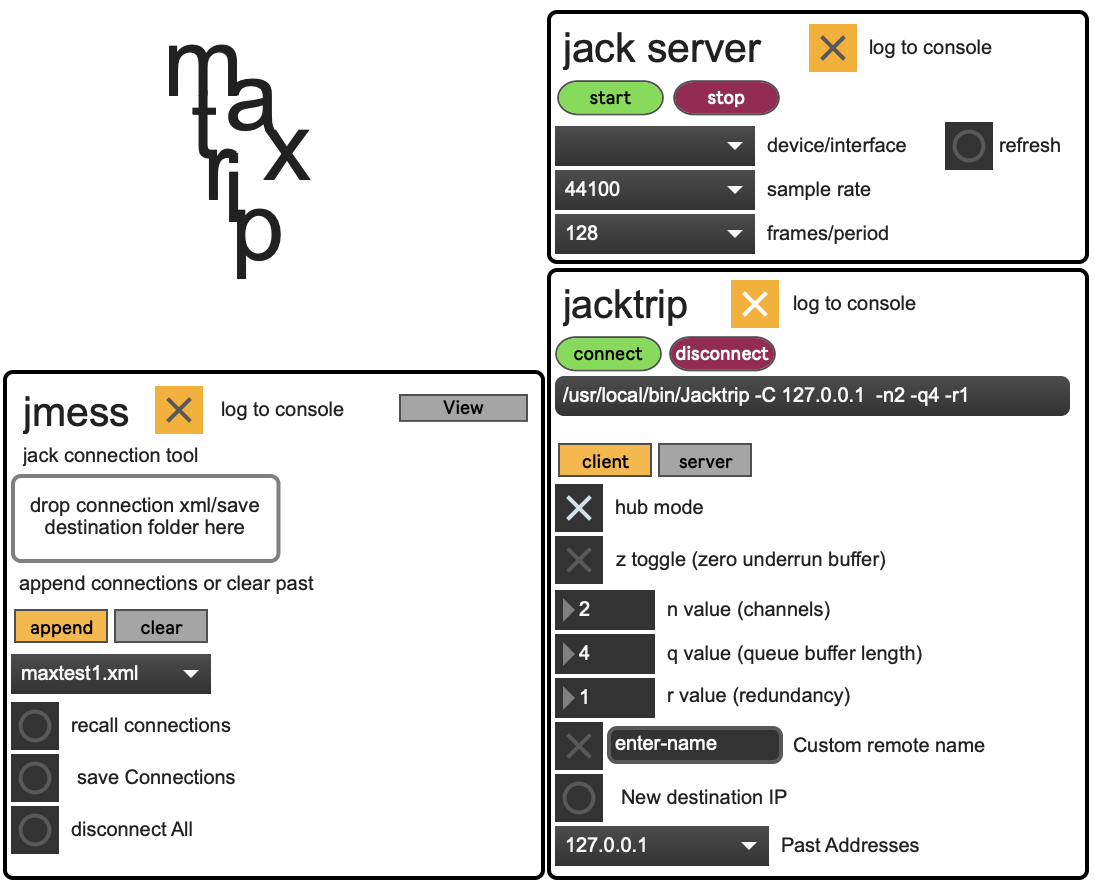 max
trip
jack server
log to console
start
stop
device/interface
refresh
44100
sample rate
128
frames/period
jacktrip
log to console
connect
disconnect
/usr/local/bin/Jacktrip -C 127.0.0.1  -n2 -q4 -r1
client
server
hub mode
z toggle (zero underrun buffer)
2
n value (channels)
4
q value (queue buffer length)
1
r value (redundancy)
enter-name
Custom remote name
New destination IP
127.0.0.1
Past Addresses
jmess
log to console
View
jack connection tool
drop connection xml/save
destination folder here
append connections or clear past
append
clear
maxtest1.xml
recall connections
save Connections
disconnect All